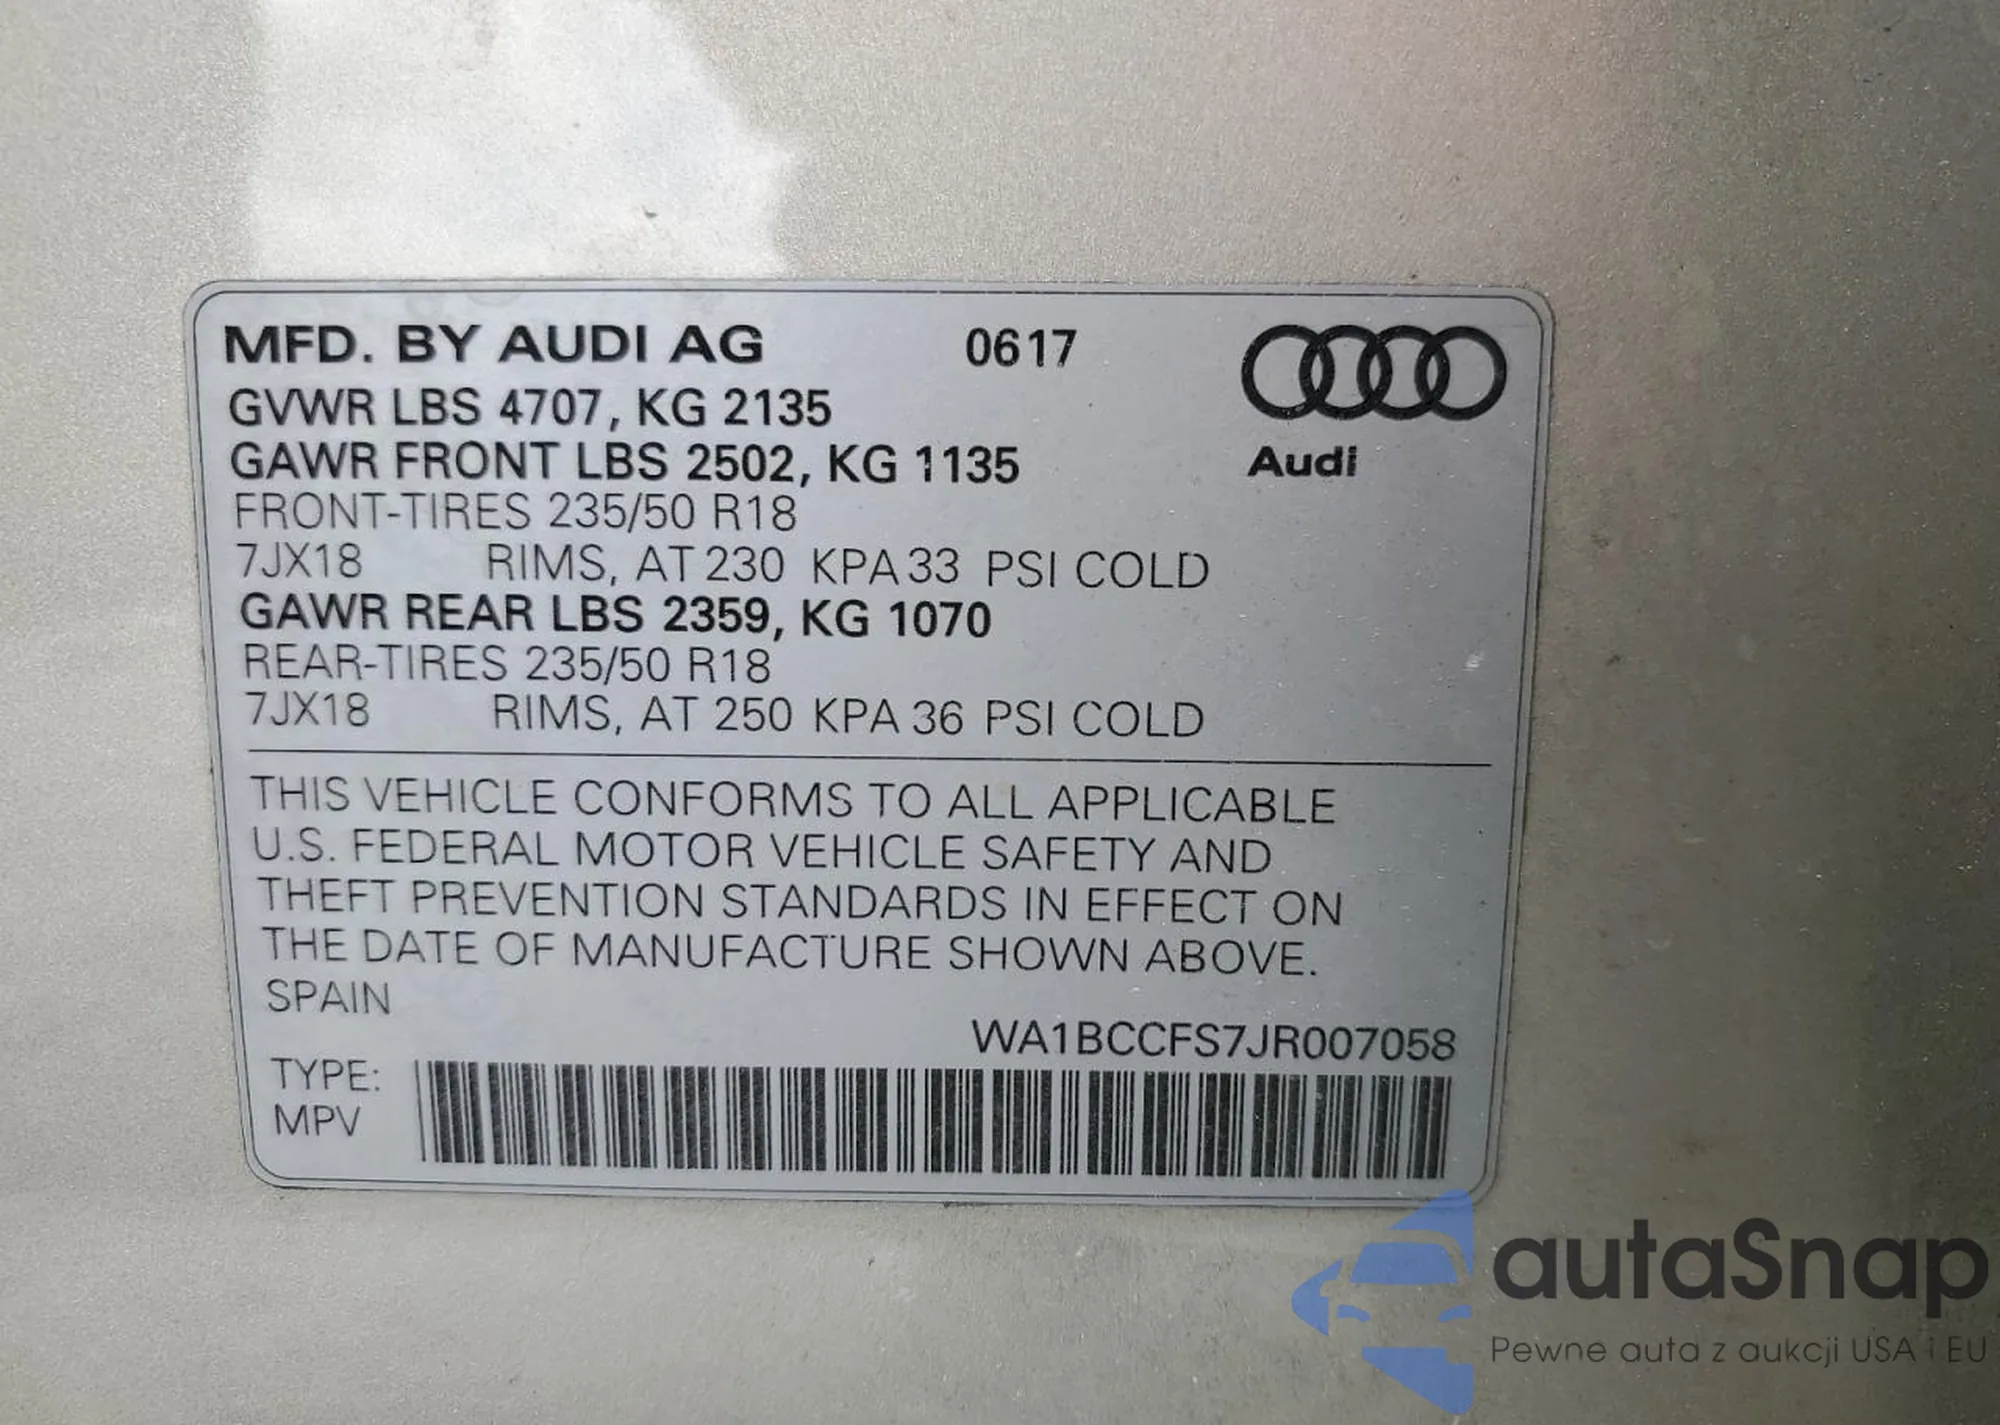 MFD. BY AUDI AG 0617
GVWR LBS 4707, KG 2135
GAWR FRONT LBS 2502, KG 1135
Audi
FRONT-TIRES 235/50 R18
7JX18 RIMS, AT 230 KPA 33 PSI COLD
GAWR REAR LBS 2359, KG 1070
REAR-TIRES 235/50 R18
7JX18 RIMS, AT 250 KPA 36 PSI COLD
THIS VEHICLE CONFORMS TO ALL APPLICABLE
U.S. FEDERAL MOTOR VEHICLE SAFETY AND
THEFT PREVENTION STANDARDS IN EFFECT ON
THE DATE OF MANUFACTURE SHOWN ABOVE.
SPAIN
WA1BCCFS7JR007058
TYPE:
MPV
autoSnap
Pewne auta z aukcji USA i EU